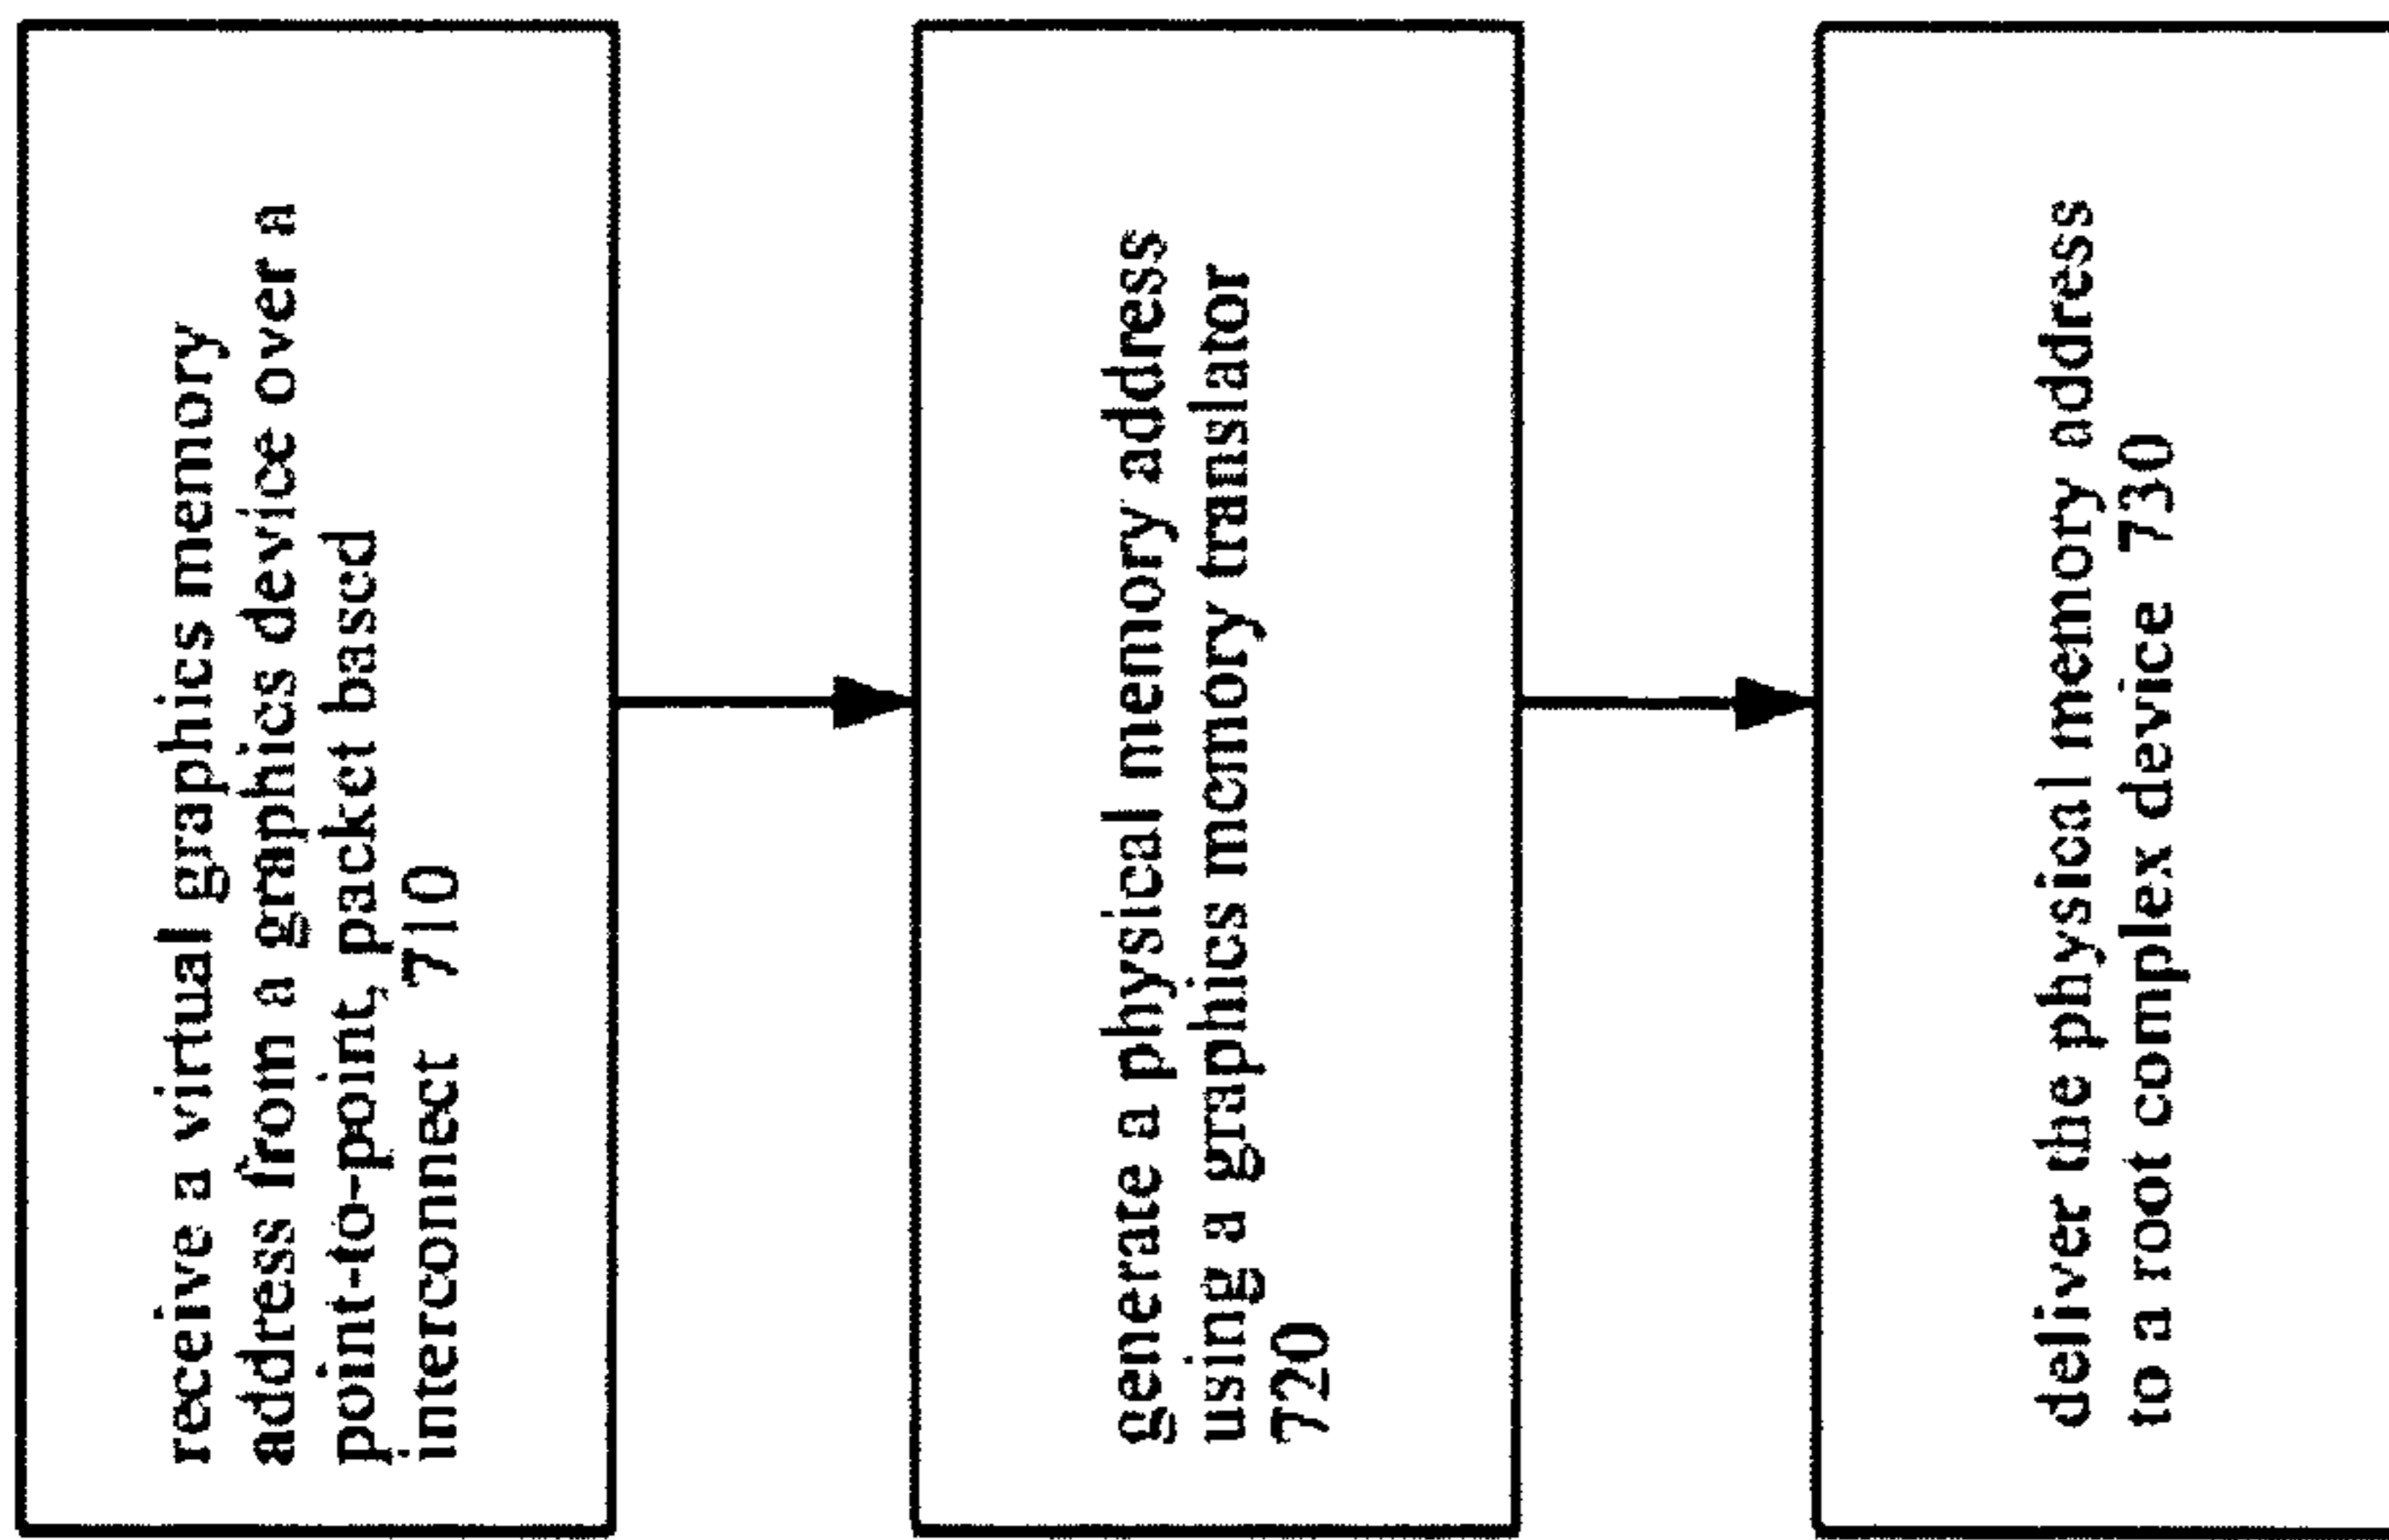 receive a virtual graphics memory
address from a graphics device over a
point-to-point, packet based
interconnect 710
generate a physical memory address
using a graphics memory translator
720
deliver the physical memory address
to a root complex device 730